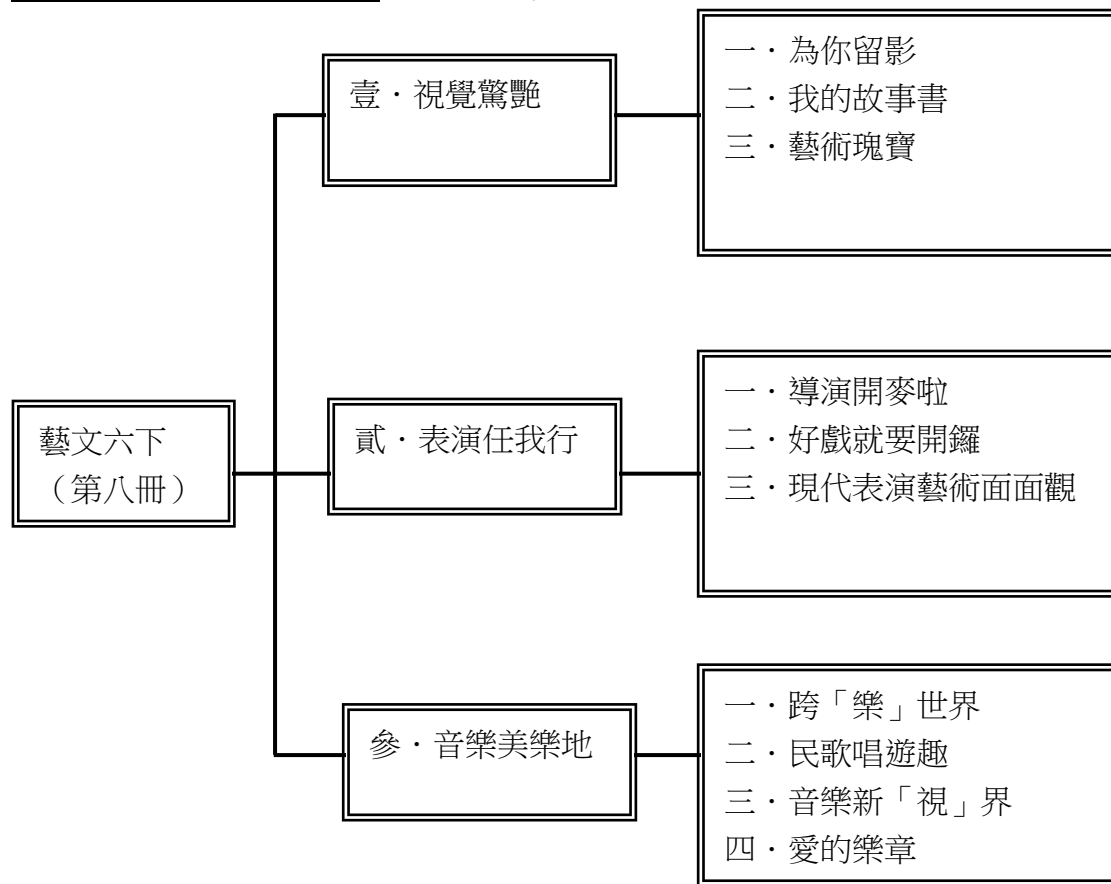 藝文六下
（第八冊）
壹．視覺驚艷
一．為你留影
二．我的故事書
三．藝術瑰寶
貳．表演任我行
一．導演開麥啦
二．好戲就要開鑼
三．現代表演藝術面面觀
參．音樂美樂地
一．跨「樂」世界
二．民歌唱遊趣
三．音樂新「視」界
四．愛的樂章